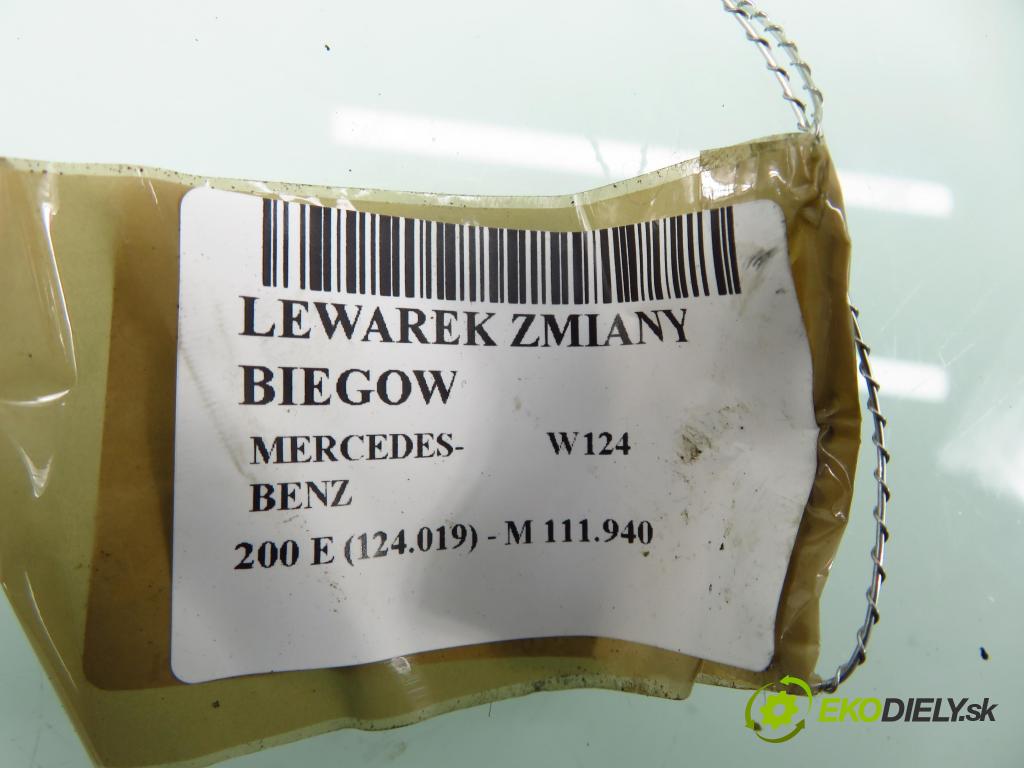 LEWAREK ZMIANY
BIEGOW
MERCEDES- W124
BENZ
200 E (124.019) - M 111.940
EKODIELY.sk